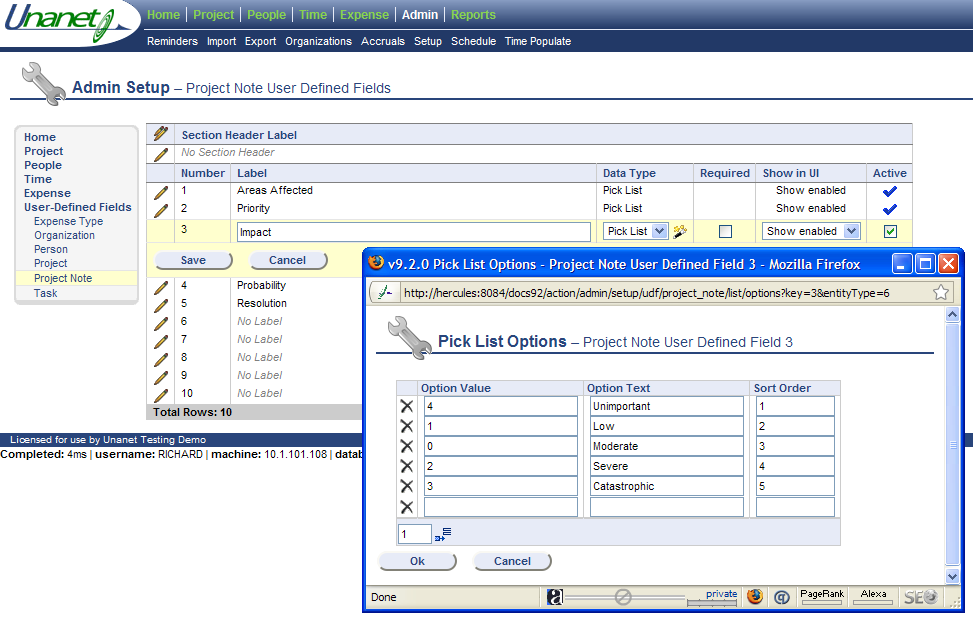 Unanet
Home Project People Time Expense Admin Reports
Reminders Import Export Organizations Accruals Setup Schedule Time Populate
Admin Setup – Project Note User Defined Fields
Home
Project
People
Time
Expense
User-Defined Fields
Expense Type
Organization
Person
Project
Project Note
Task
Section Header Label
No Section Header
Number Label Data Type Required Show in UI Active
1 Areas Affected Pick List Show enabled
2 Priority Pick List Show enabled
3 Impact Pick List Show enabled
Save Cancel
4 Probability
5 Resolution
6 No Label
7 No Label
8 No Label
9 No Label
10 No Label
Total Rows: 10
Licensed for use by Unanet Testing Demo
Completed: 4ms | username: RICHARD | machine: 10.1.101.108 | datab
v9.2.0 Pick List Options - Project Note User Defined Field 3 - Mozilla Firefox
http://hercules:8084/docs92/action/admin/setup/udf/project_note/list/options?key=3&entityType=6
Pick List Options – Project Note User Defined Field 3
Option Value Option Text Sort Order
4 Unimportant 1
1 Low 2
0 Moderate 3
2 Severe 4
3 Catastrophic 5
1
Ok Cancel
Done a private @ PageRank Alexa SEO